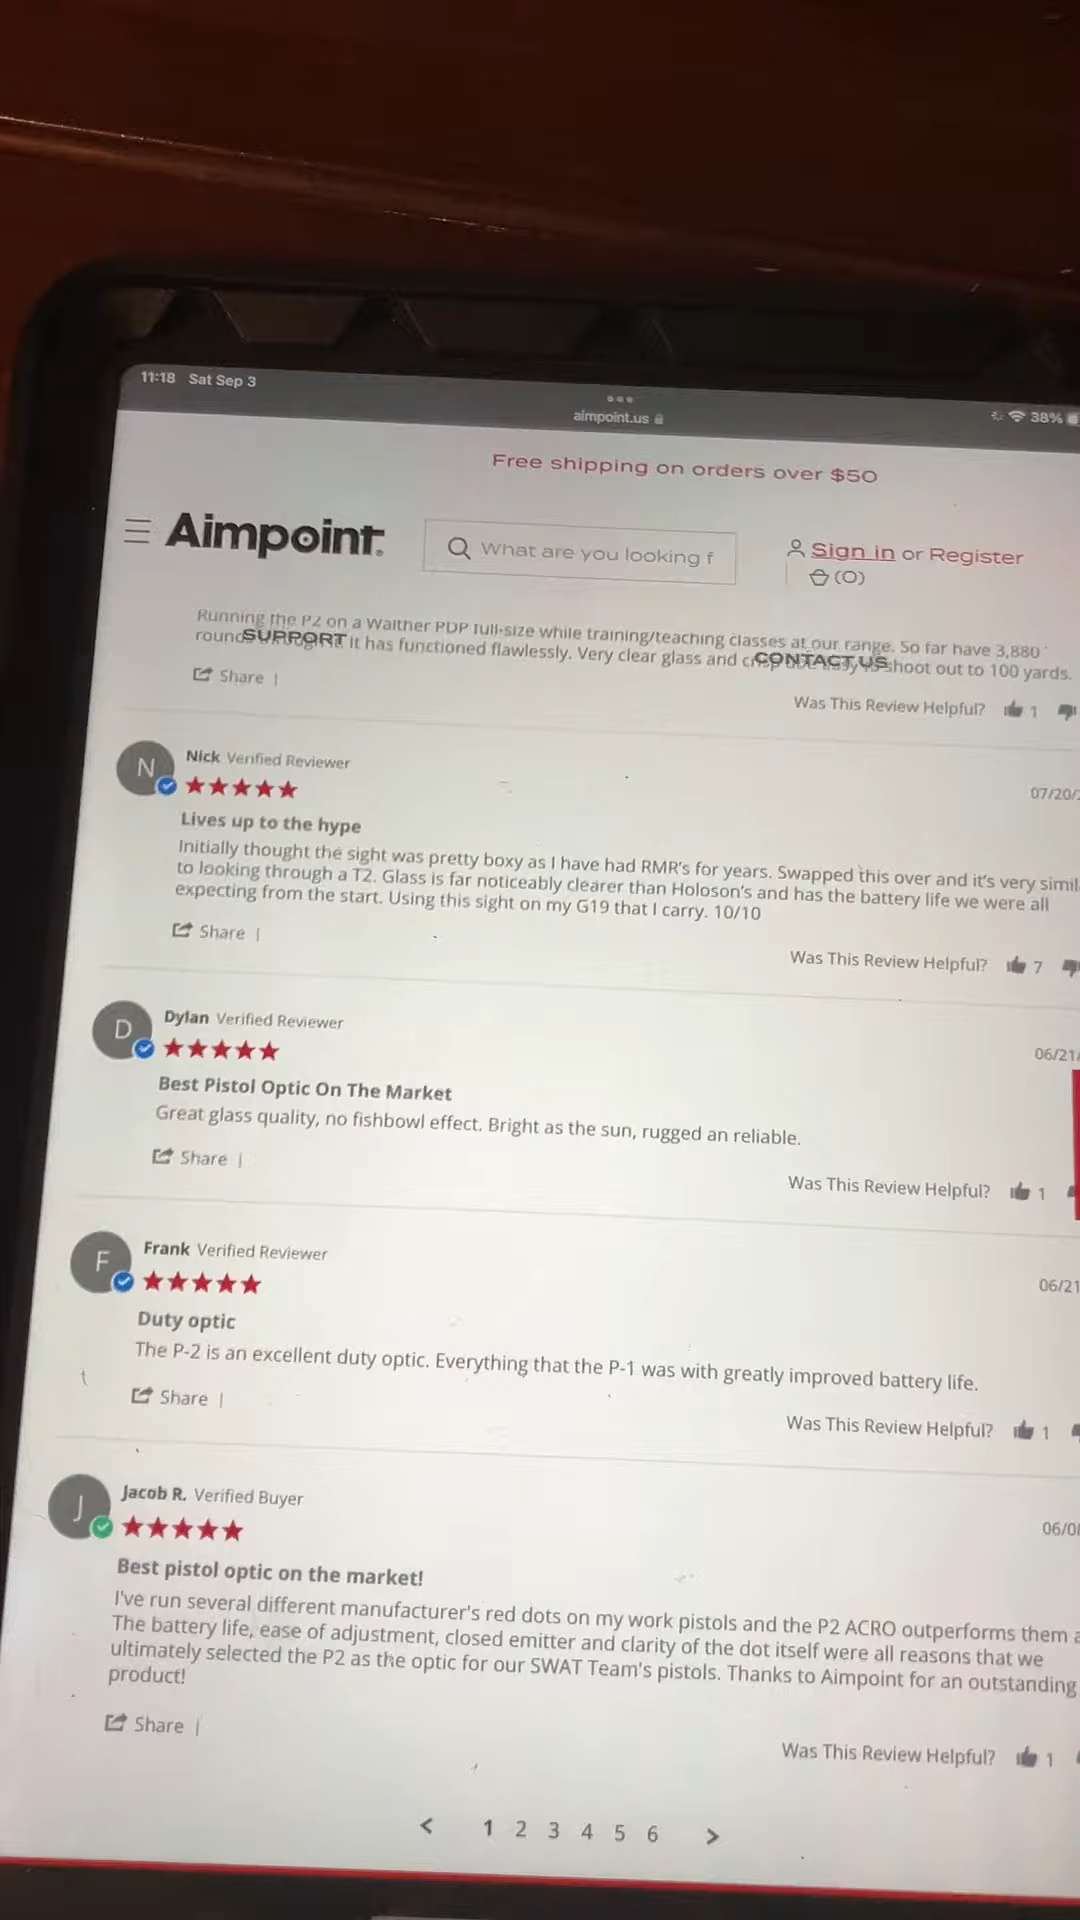 11:18 Sat Sep 3
aimpoint.us
38%
Free shipping on orders over $50
Aimpoint
What are you looking f
Sign in or Register
(0)
Running the P2 on a Walther PDP full-size while training/teaching classes at our range. So far have 3,880
rounds through it. It has functioned flawlessly. Very clear glass and crisp dot. Easy to shoot out to 100 yards.
SUPPORT
CONTACT US
Share |
Was This Review Helpful? 1
N
Nick Verified Reviewer
07/20/
Lives up to the hype
Initially thought the sight was pretty boxy as I have had RMR's for years. Swapped this over and it's very simil
to looking through a T2. Glass is far noticeably clearer than Holoson's and has the battery life we were all
expecting from the start. Using this sight on my G19 that I carry. 10/10
Share |
Was This Review Helpful? 7
D
Dylan Verified Reviewer
06/21/
Best Pistol Optic On The Market
Great glass quality, no fishbowl effect. Bright as the sun, rugged an reliable.
Share |
Was This Review Helpful? 1
F
Frank Verified Reviewer
06/21
Duty optic
The P-2 is an excellent duty optic. Everything that the P-1 was with greatly improved battery life.
Share |
Was This Review Helpful? 1
J
Jacob R. Verified Buyer
06/0
Best pistol optic on the market!
I've run several different manufacturer's red dots on my work pistols and the P2 ACRO outperforms them a
The battery life, ease of adjustment, closed emitter and clarity of the dot itself were all reasons that we
ultimately selected the P2 as the optic for our SWAT Team's pistols. Thanks to Aimpoint for an outstanding
product!
Share |
Was This Review Helpful? 1
< 1 2 3 4 5 6 >